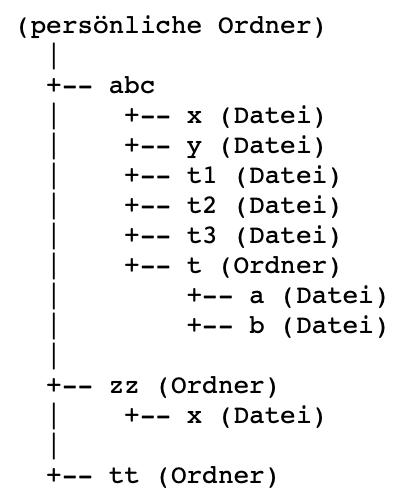 (persönliche Ordner)
  |
  +-- abc
  |    +-- x (Datei)
  |    +-- y (Datei)
  |    +-- t1 (Datei)
  |    +-- t2 (Datei)
  |    +-- t3 (Datei)
  |    +-- t (Ordner)
  |        +-- a (Datei)
  |        +-- b (Datei)
  |
  +-- zz (Ordner)
  |    +-- x (Datei)
  |
  +-- tt (Ordner)